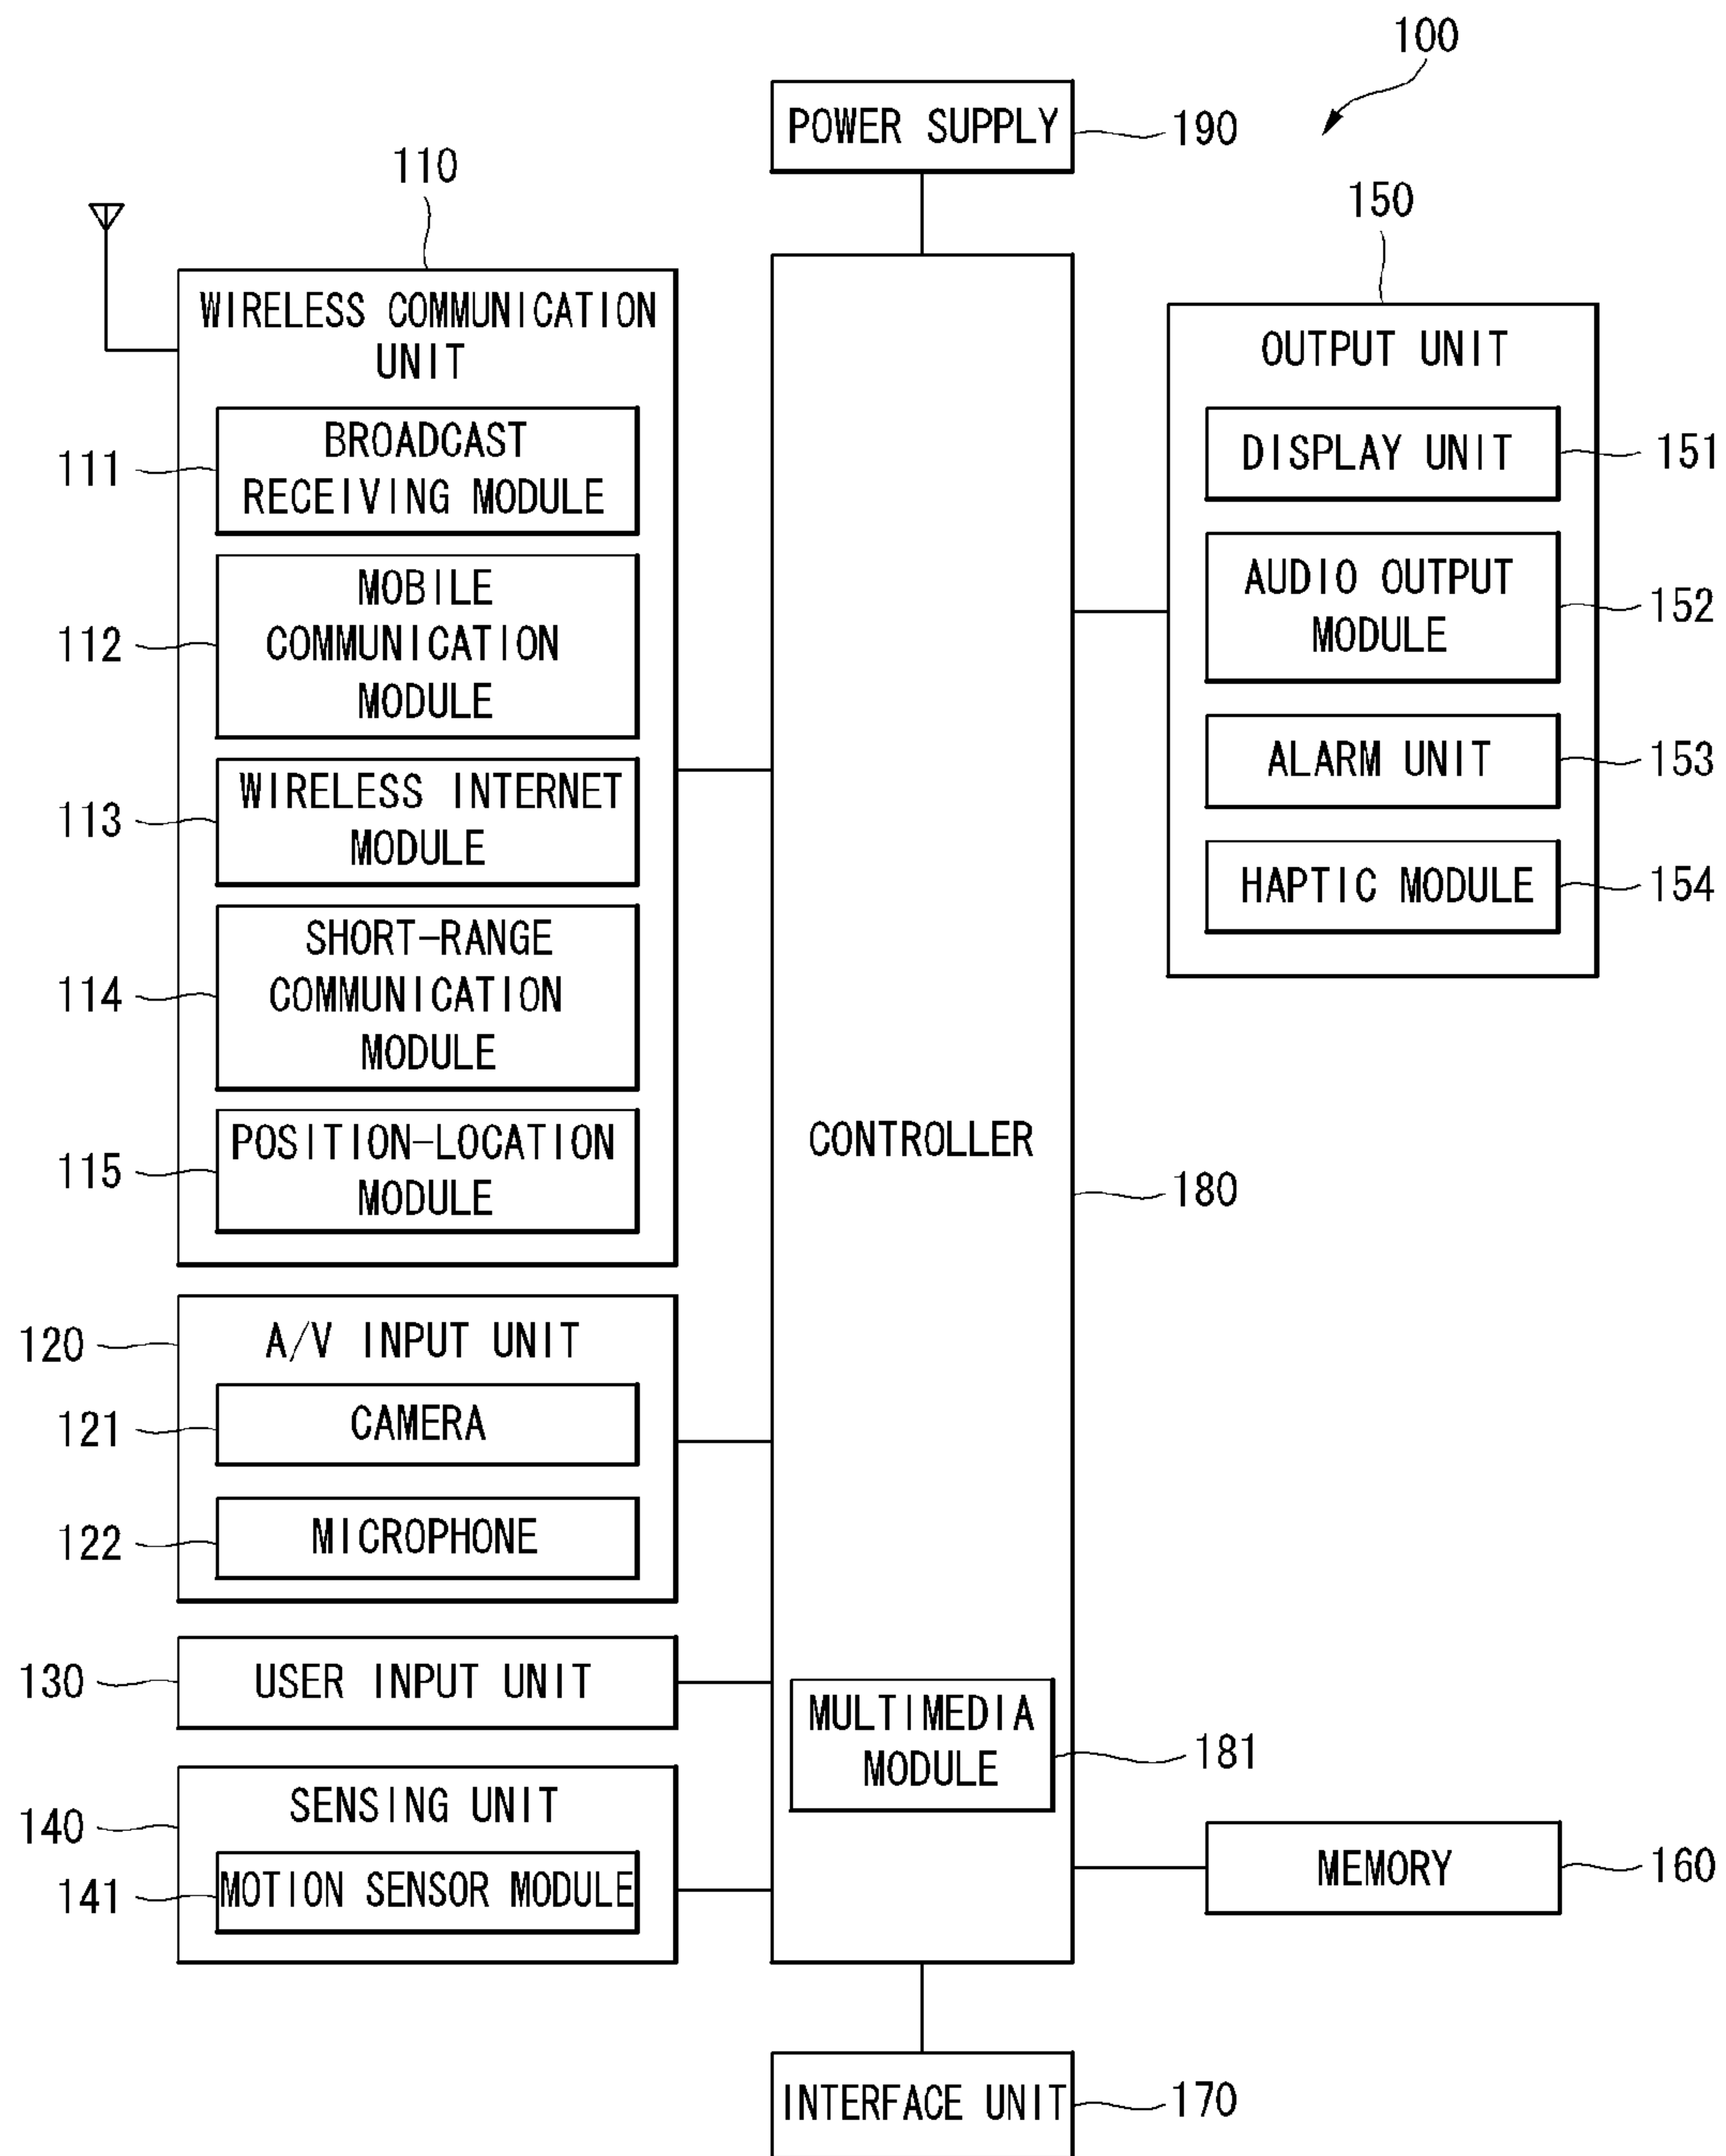 100
POWER SUPPLY
190
110
150
WIRELESS COMMUNICATION
UNIT
OUTPUT UNIT
BROADCAST
RECEIVING MODULE
111
DISPLAY UNIT
151
MOBILE
COMMUNICATION
MODULE
112
AUDIO OUTPUT
MODULE
152
WIRELESS INTERNET
MODULE
113
ALARM UNIT
153
HAPTIC MODULE
154
SHORT-RANGE
COMMUNICATION
MODULE
114
POSITION-LOCATION
MODULE
115
CONTROLLER
180
120
A/V INPUT UNIT
121
CAMERA
122
MICROPHONE
130
USER INPUT UNIT
MULTIMEDIA
MODULE
181
140
SENSING UNIT
141
MOTION SENSOR MODULE
MEMORY
160
INTERFACE UNIT
170